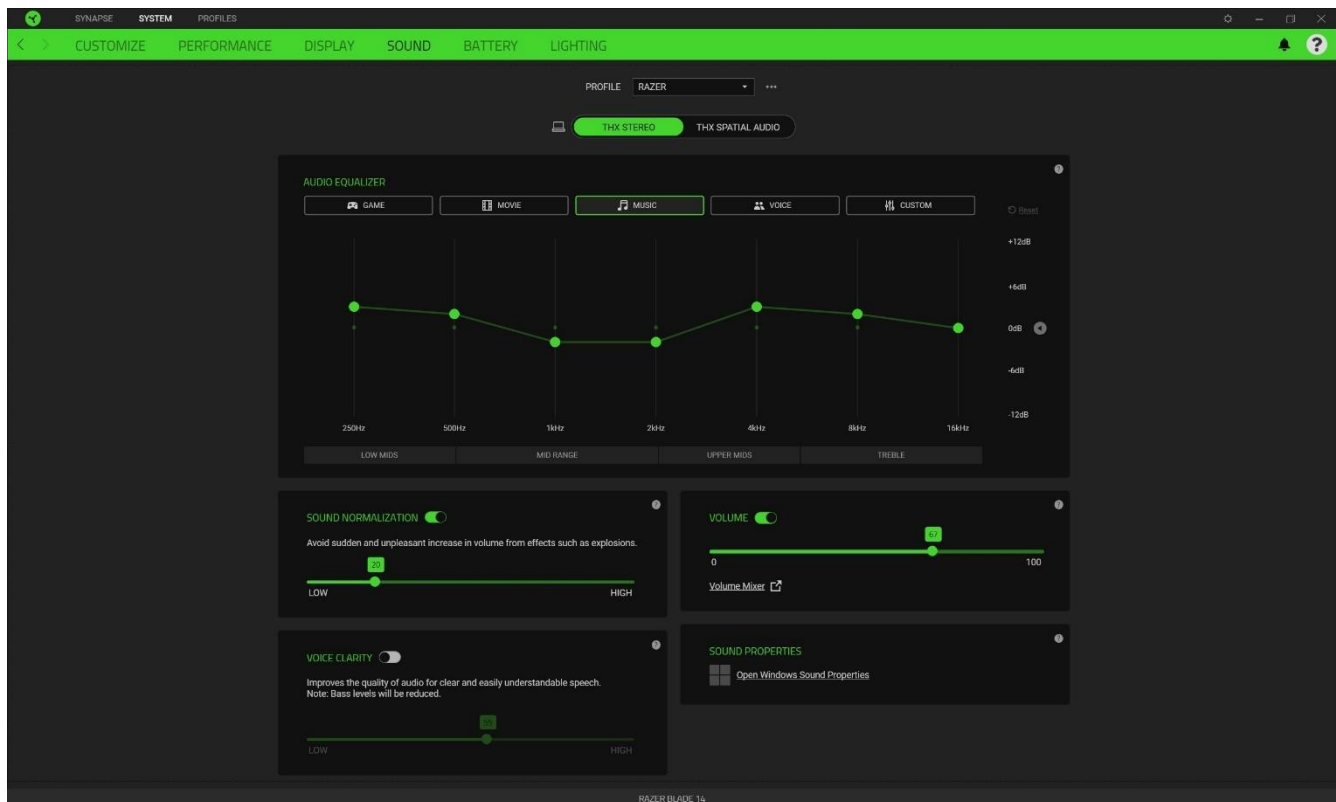 SYNAPSE SYSTEM PROFILES
CUSTOMIZE PERFORMANCE DISPLAY SOUND BATTERY LIGHTING
PROFILE RAZER
THX STEREO THX SPATIAL AUDIO
AUDIO EQUALIZER
GAME MOVIE MUSIC VOICE CUSTOM
Reset
+12dB
+6dB
0dB
-6dB
-12dB
250Hz 500Hz 1kHz 2kHz 4kHz 8kHz 16kHz
LOW MIDS MID RANGE UPPER MIDS TREBLE
SOUND NORMALIZATION
Avoid sudden and unpleasant increase in volume from effects such as explosions.
20
LOW HIGH
VOLUME
67
0 100
Volume Mixer
VOICE CLARITY
Improves the quality of audio for clear and easily understandable speech.
Note: Bass levels will be reduced.
LOW HIGH
SOUND PROPERTIES
Open Windows Sound Properties
RAZER BLADE 14